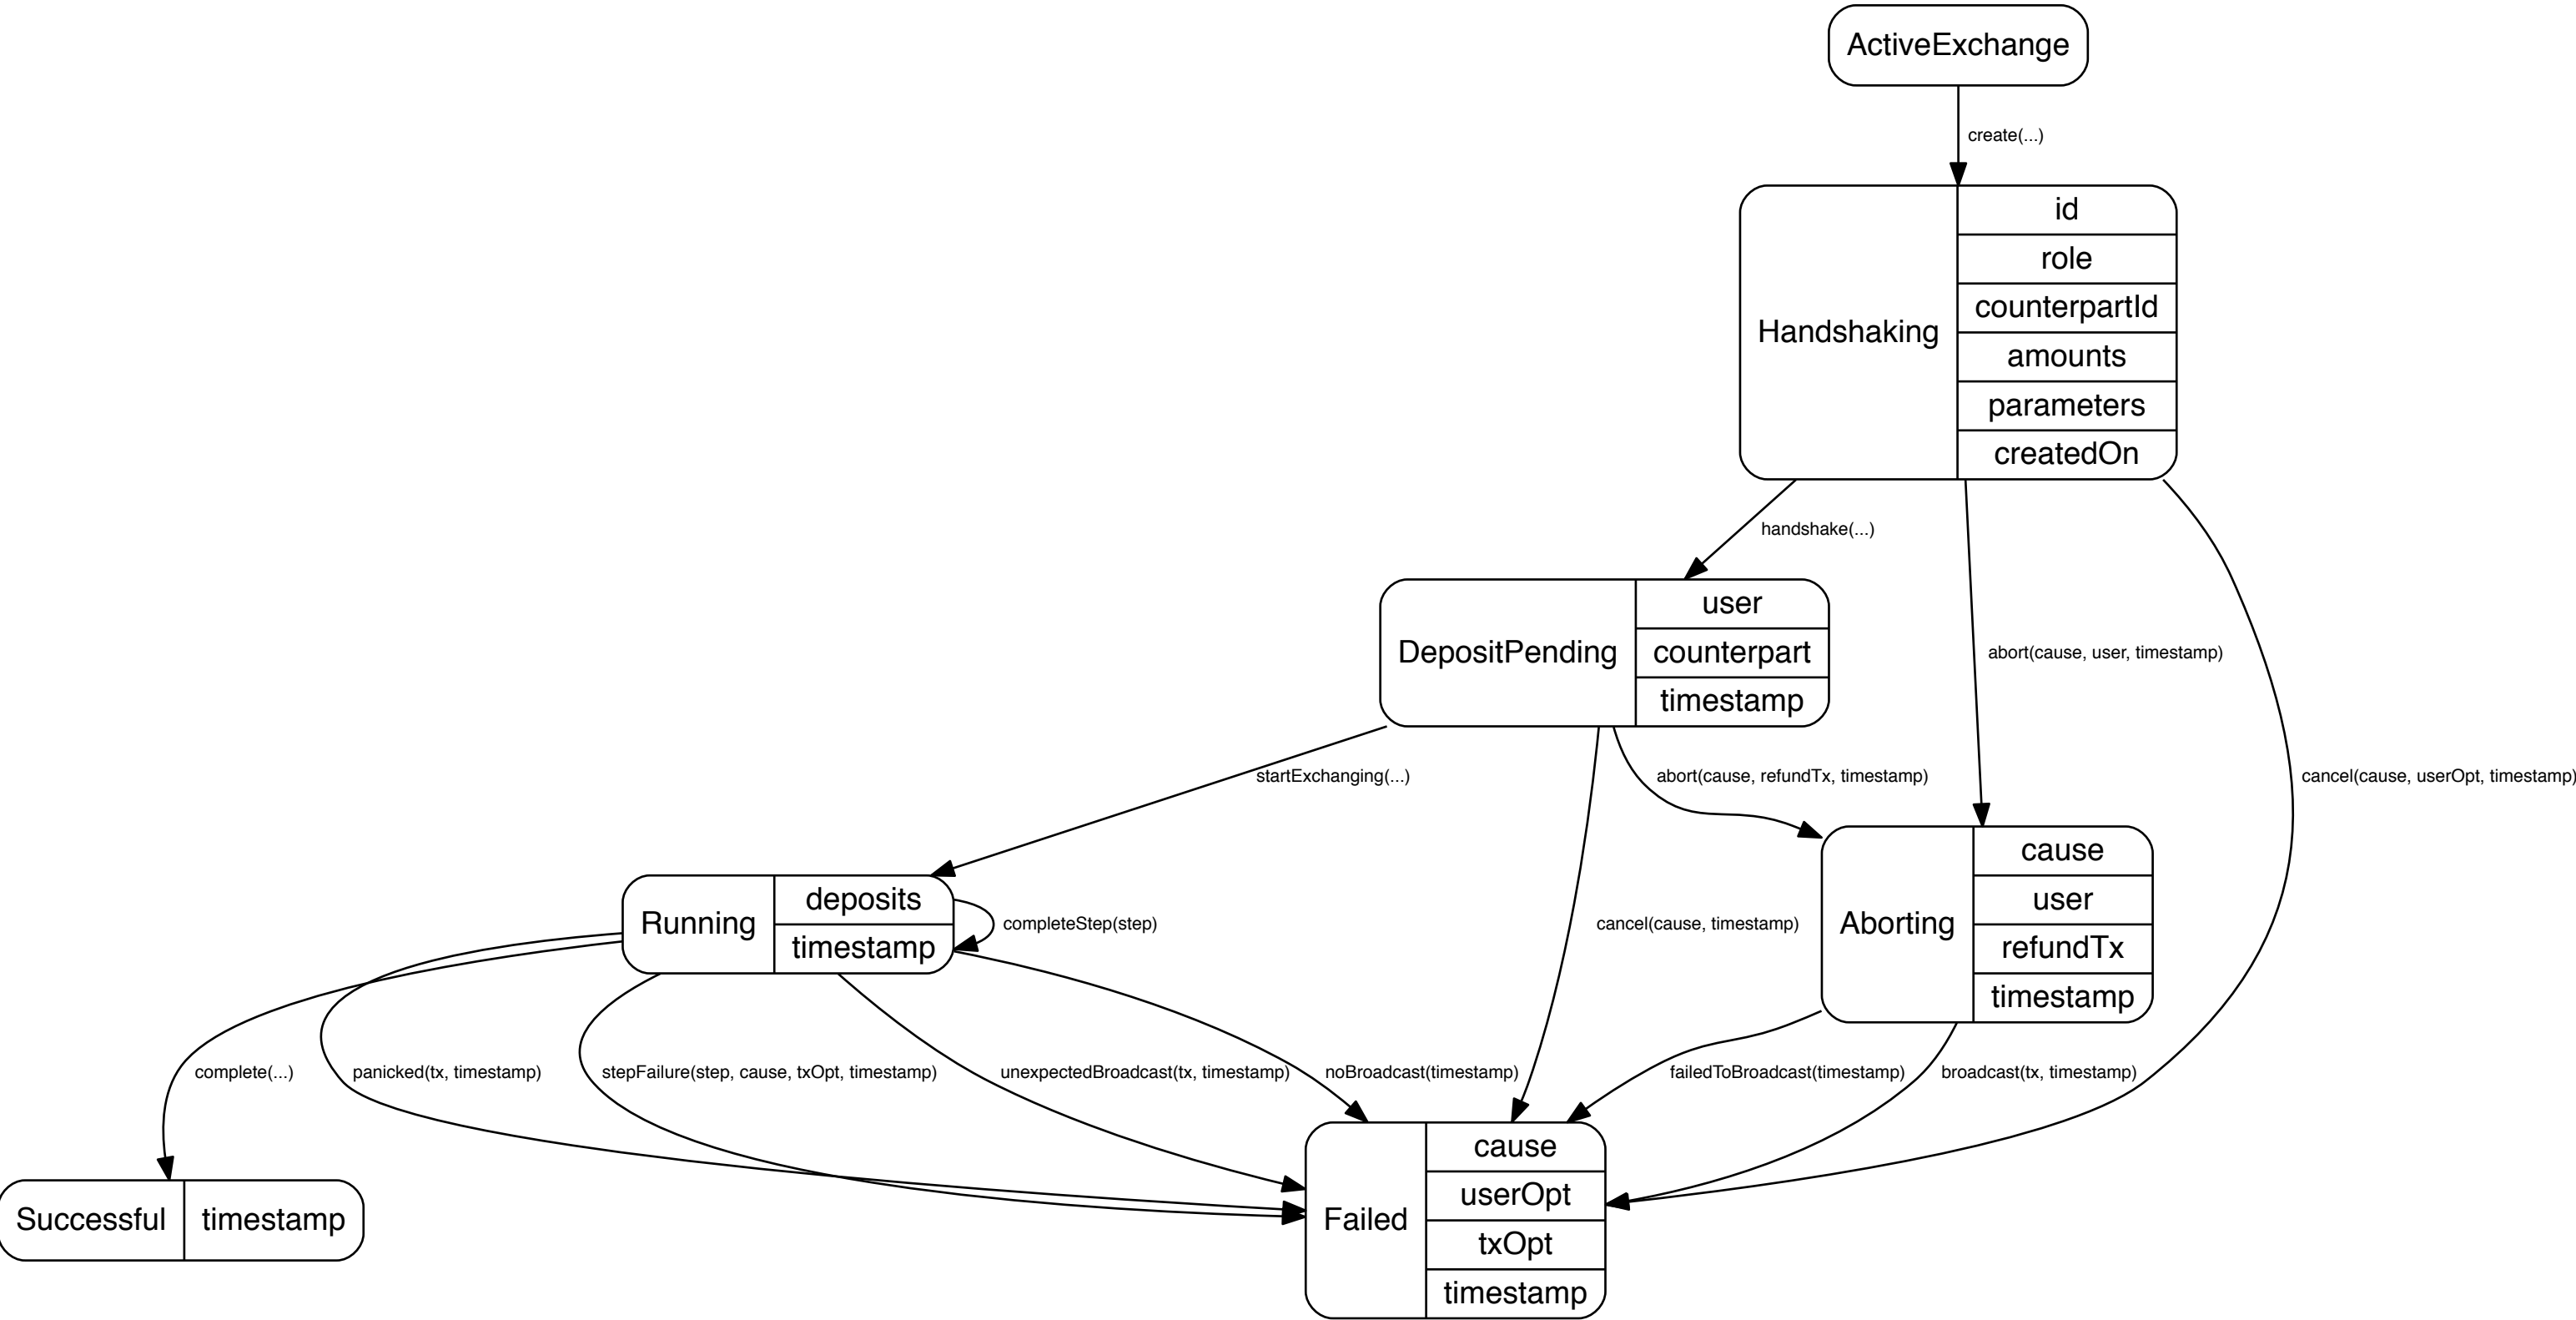 ActiveExchange
create(...)
Handshaking
id
role
counterpartId
amounts
parameters
createdOn
handshake(...)
DepositPending
user
counterpart
timestamp
abort(cause, user, timestamp)
startExchanging(...)
abort(cause, refundTx, timestamp)
cancel(cause, userOpt, timestamp)
Running
deposits
timestamp
completeStep(step)
cancel(cause, timestamp)
Aborting
cause
user
refundTx
timestamp
complete(...)
panicked(tx, timestamp)
stepFailure(step, cause, txOpt, timestamp)
unexpectedBroadcast(tx, timestamp)
noBroadcast(timestamp)
failedToBroadcast(timestamp)
broadcast(tx, timestamp)
Successful
timestamp
Failed
cause
userOpt
txOpt
timestamp